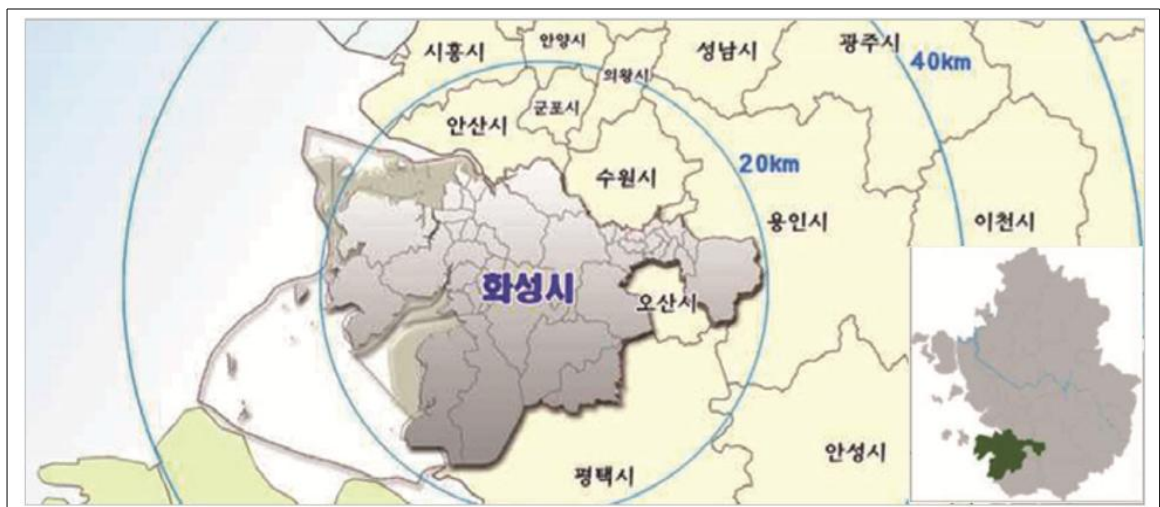 시흥시
안양시
성남시
광주시
의왕시
40km
안산시
군포시
20km
수원시
용인시
이천시
화성시
오산시
안성시
평택시